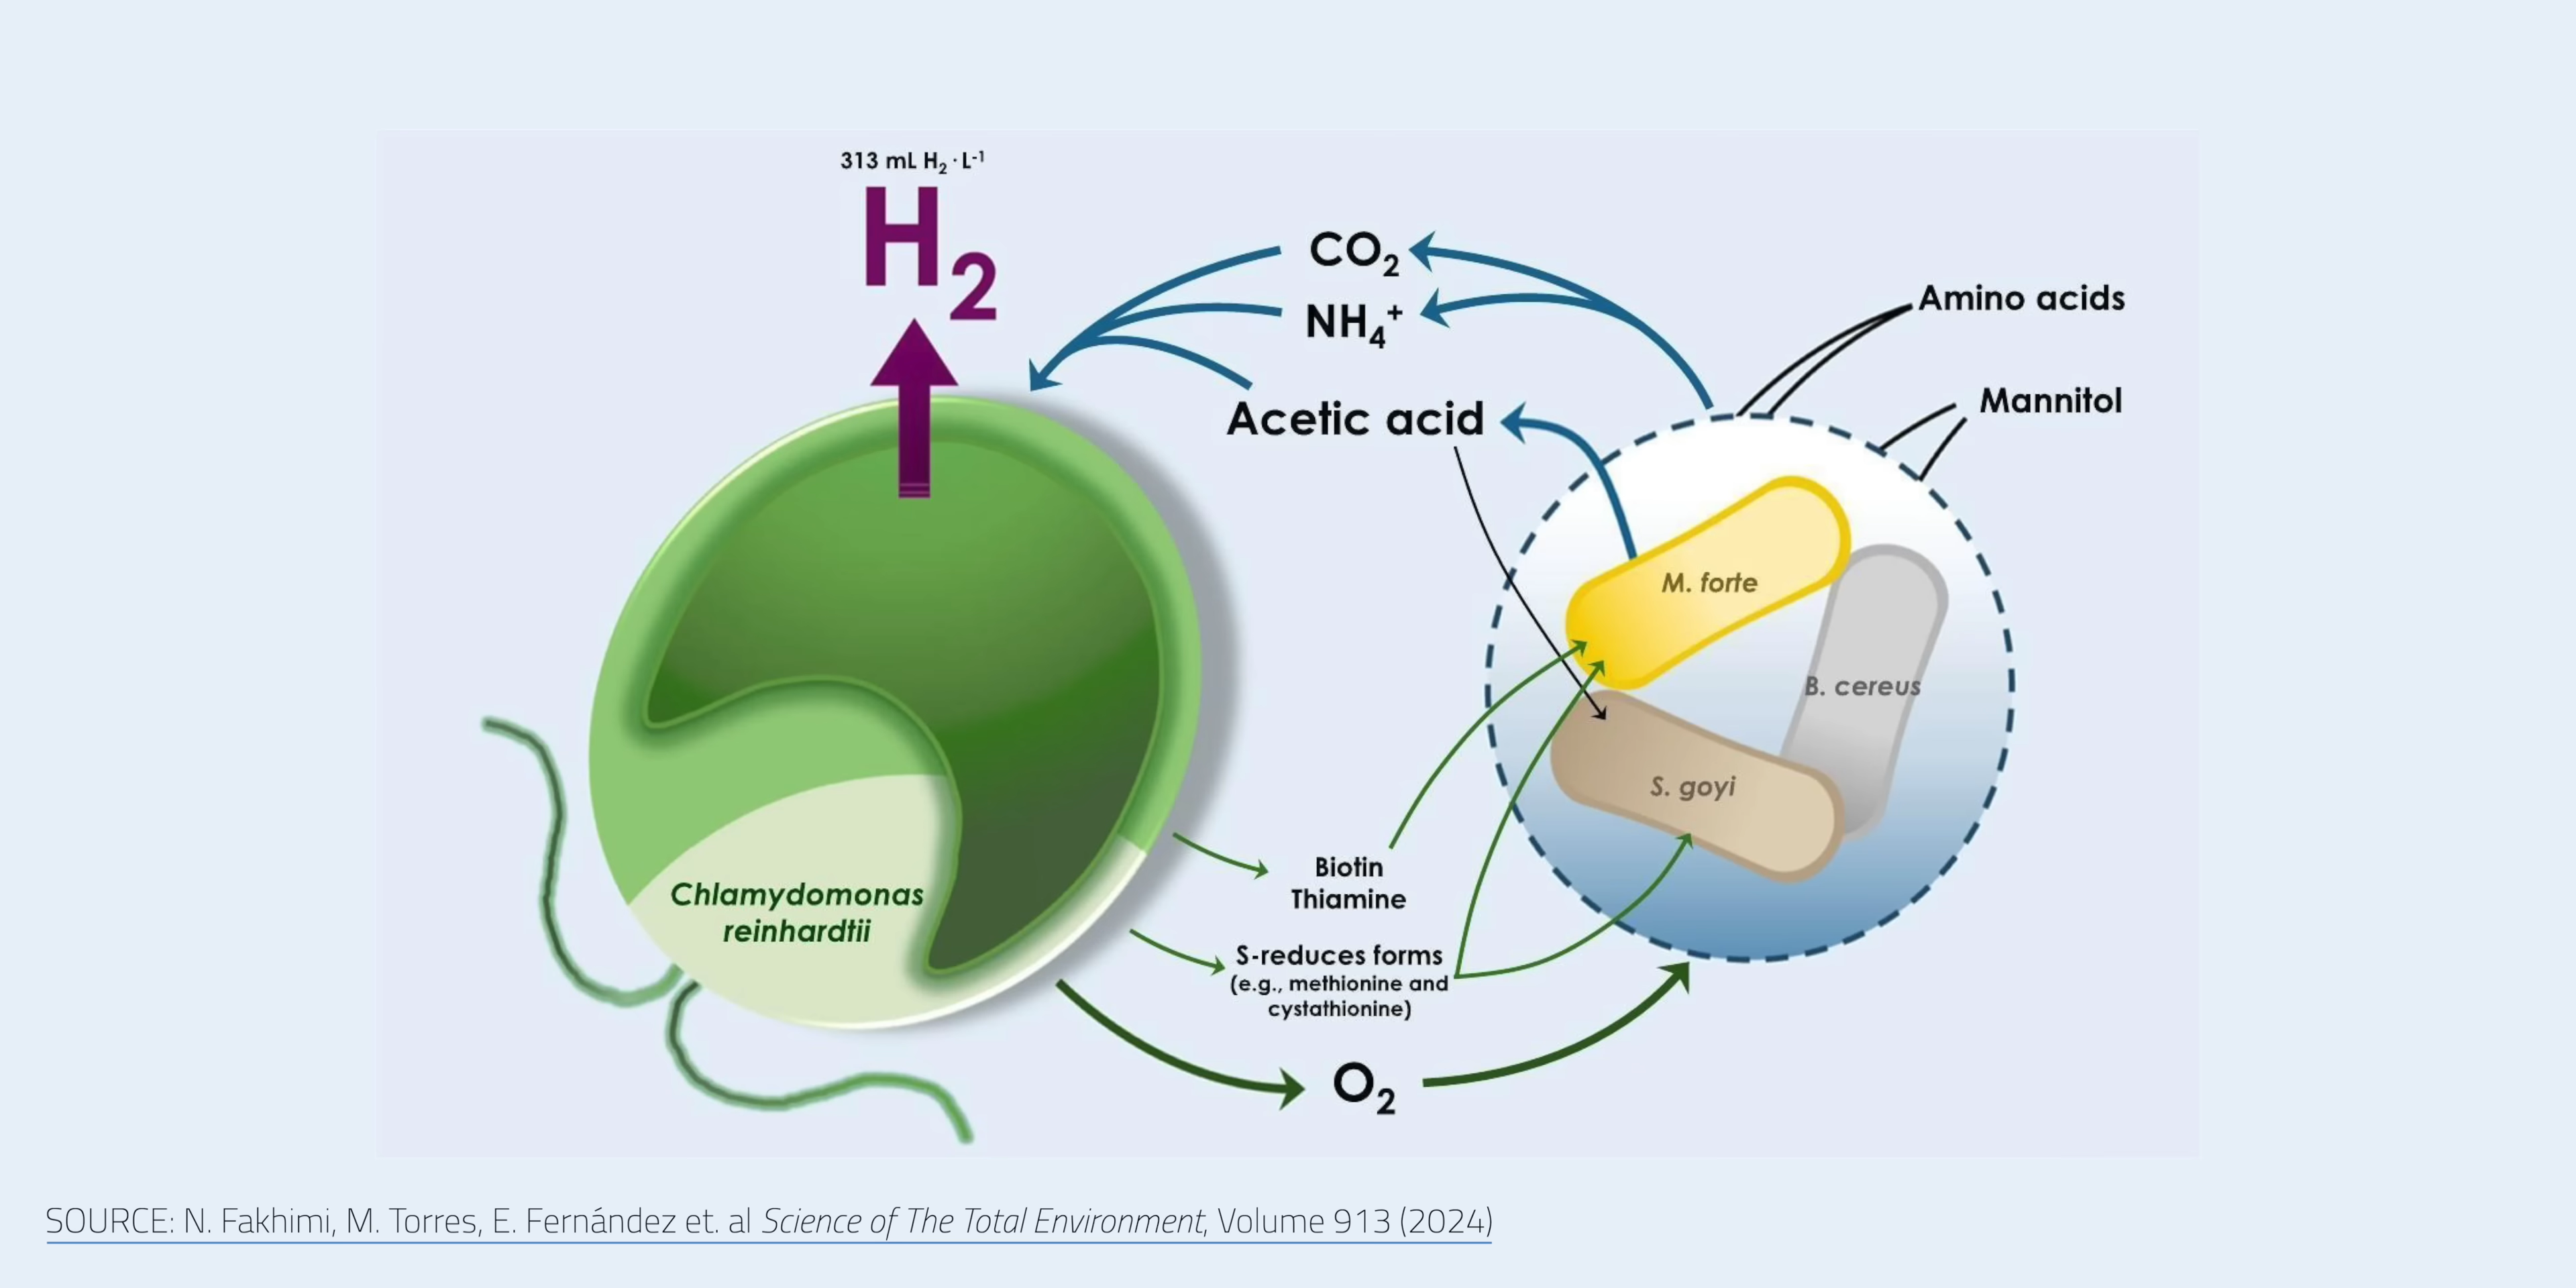 313 mL H₂ · L⁻¹
H₂
CO₂
NH₄⁺
Acetic acid
Amino acids
Mannitol
M. forte
B. cereus
S. goyi
Chlamydomonas
reinhardtii
Biotin
Thiamine
S-reduces forms
(e.g., methionine and
cystathionine)
O₂
SOURCE: N. Fakhimi, M. Torres, E. Fernández et. al Science of The Total Environment, Volume 913 (2024)